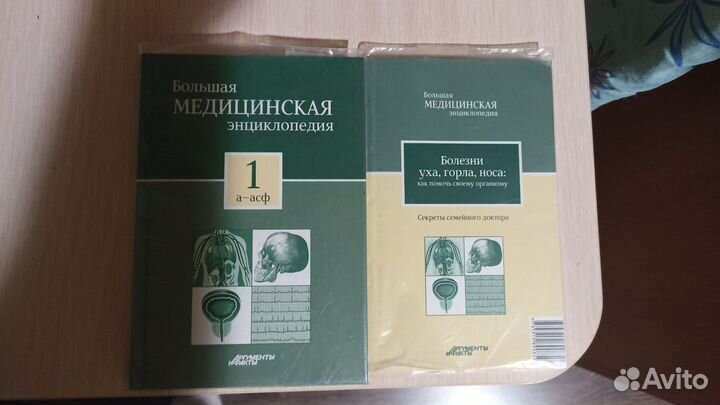 Большая
МЕДИЦИНСКАЯ
энциклопедия
1
а–асф
АРГУМЕНТЫ
И ФАКТЫ
Большая
МЕДИЦИНСКАЯ
энциклопедия
Болезни
уха, горла, носа:
как помочь своему организму
Секреты семейного доктора
АРГУМЕНТЫ
И ФАКТЫ
Avito